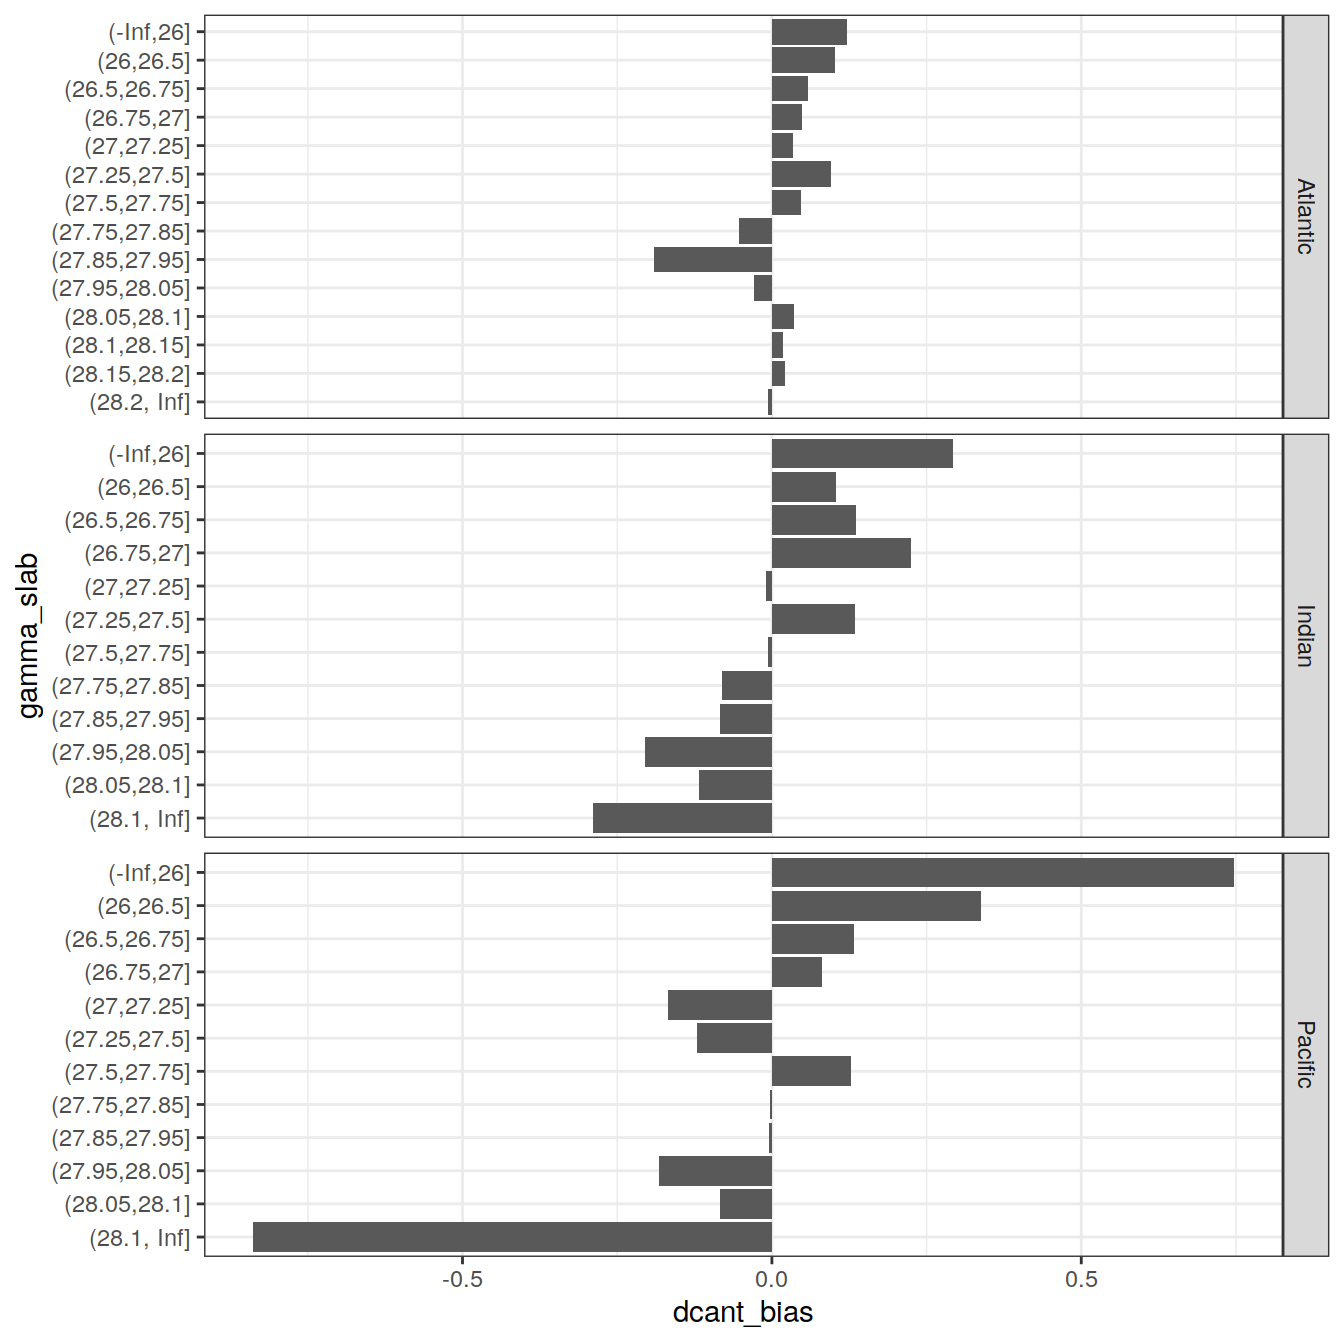 (-Inf,26]
(26,26.5]
(26.5,26.75]
(26.75,27]
(27,27.25]
(27.25,27.5]
(27.5,27.75]
(27.75,27.85]
(27.85,27.95]
(27.95,28.05]
(28.05,28.1]
(28.1,28.15]
(28.15,28.2]
(28.2, Inf]
Atlantic
(-Inf,26]
(26,26.5]
(26.5,26.75]
(26.75,27]
(27,27.25]
(27.25,27.5]
(27.5,27.75]
(27.75,27.85]
(27.85,27.95]
(27.95,28.05]
(28.05,28.1]
(28.1, Inf]
Indian
gamma_slab
(-Inf,26]
(26,26.5]
(26.5,26.75]
(26.75,27]
(27,27.25]
(27.25,27.5]
(27.5,27.75]
(27.75,27.85]
(27.85,27.95]
(27.95,28.05]
(28.05,28.1]
(28.1, Inf]
Pacific
-0.5 0.0 0.5
dcant_bias